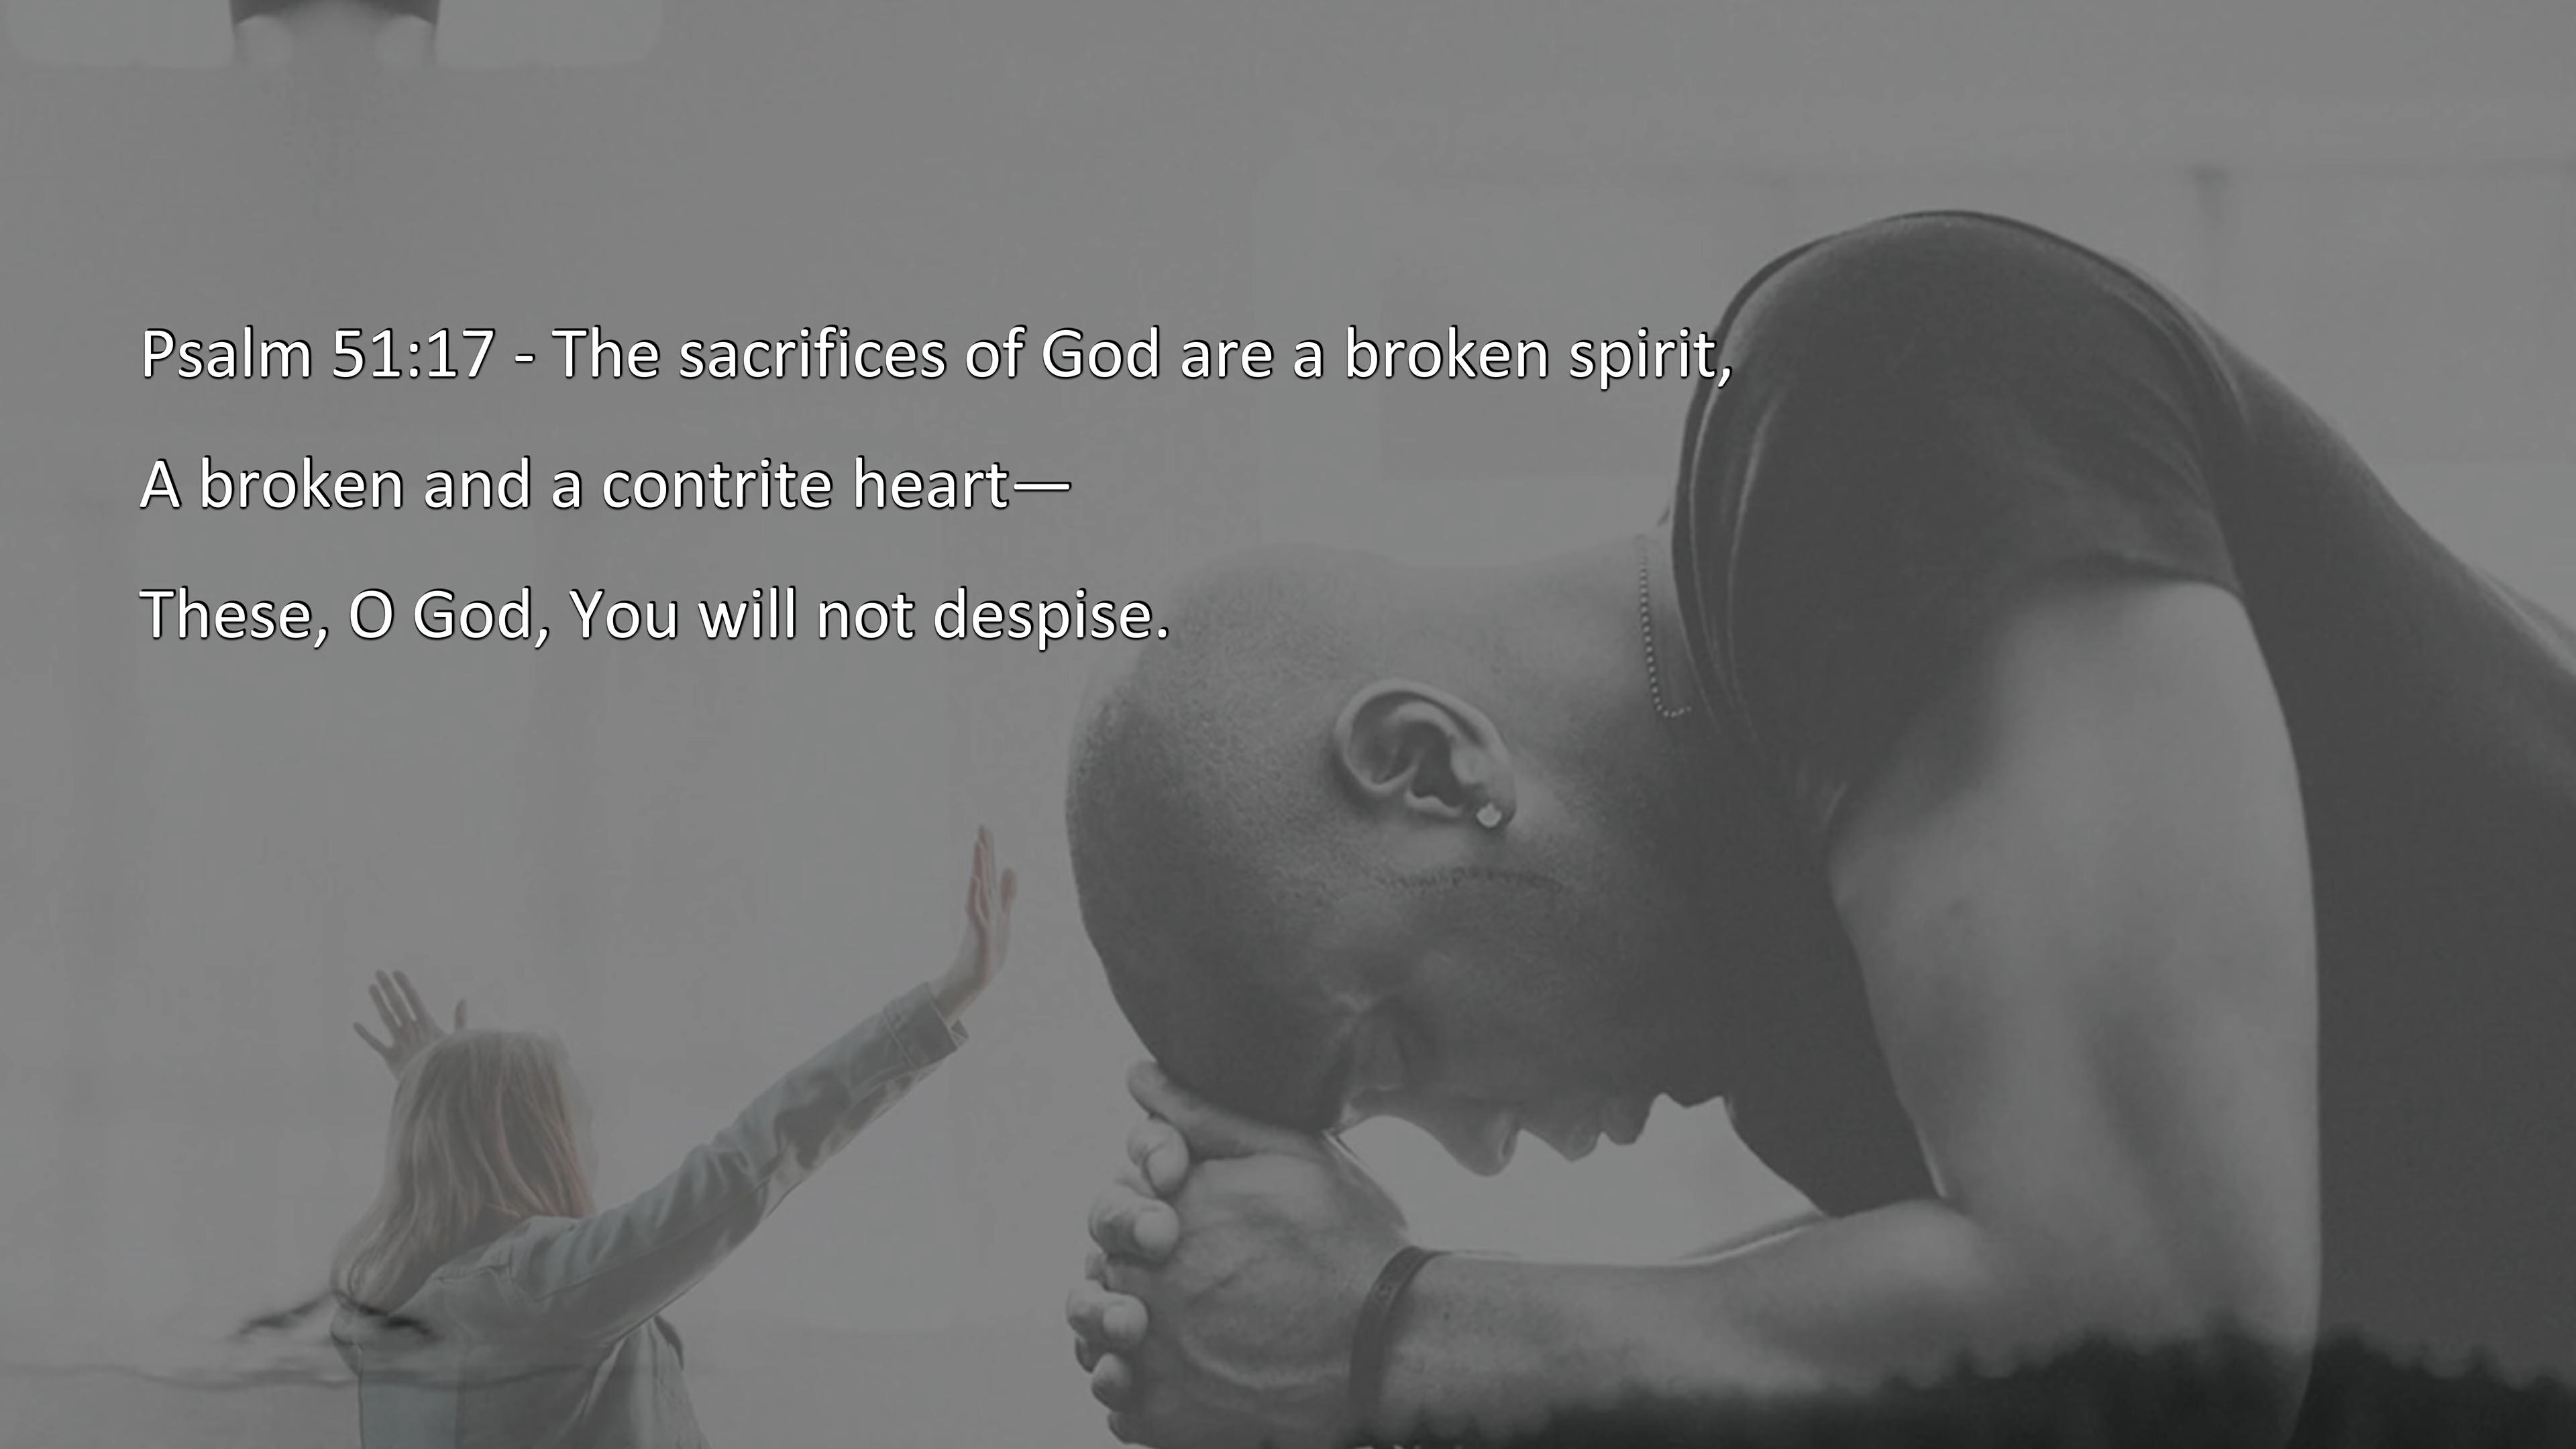 Psalm 51:17 - The sacrifices of God are a broken spirit,
A broken and a contrite heart—
These, O God, You will not despise.